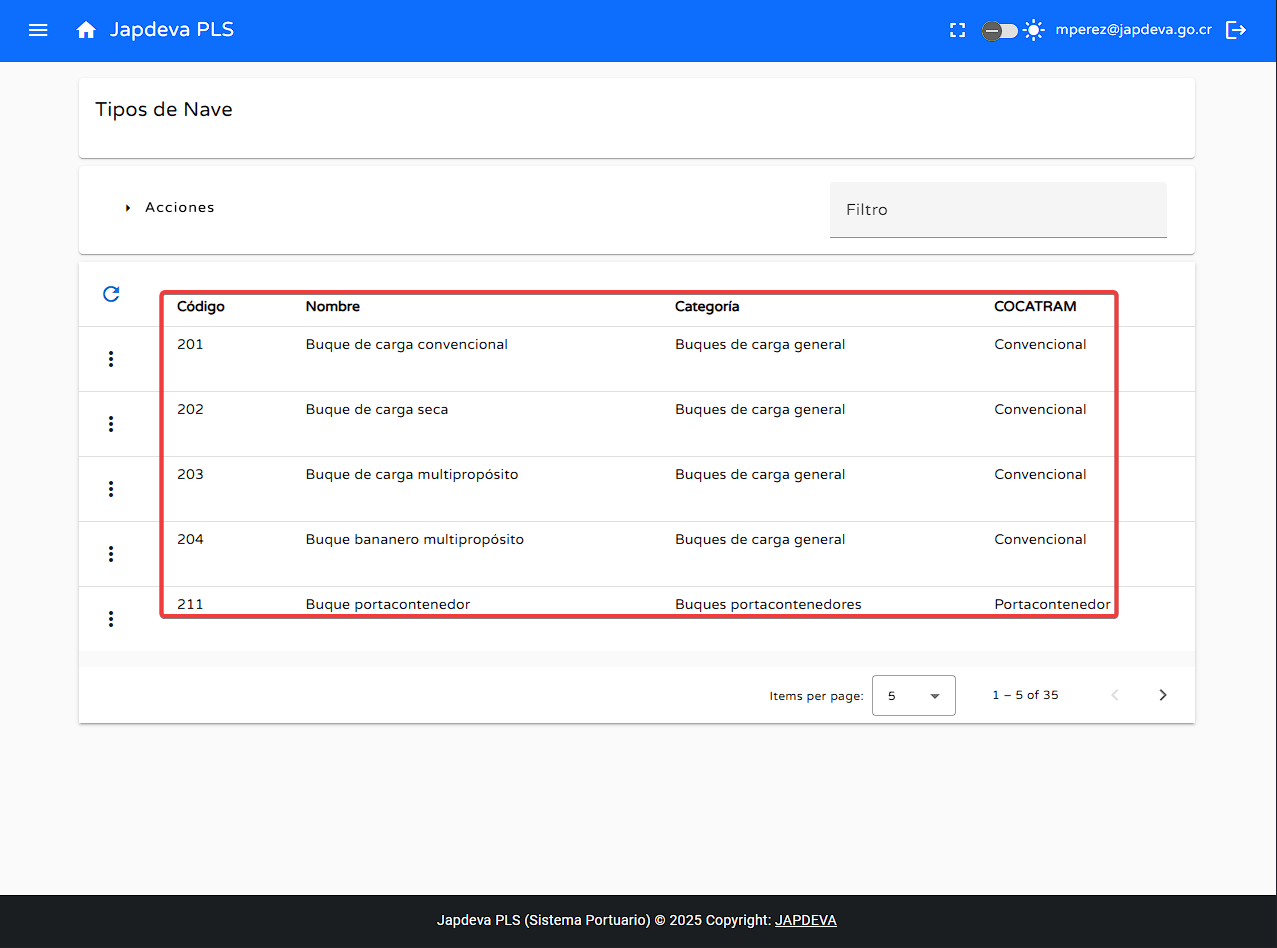 Japdeva PLS mperez@japdeva.go.cr
Tipos de Nave
Acciones Filtro
Código Nombre Categoría COCATRAM
201 Buque de carga convencional Buques de carga general Convencional
202 Buque de carga seca Buques de carga general Convencional
203 Buque de carga multipropósito Buques de carga general Convencional
204 Buque bananero multipropósito Buques de carga general Convencional
211 Buque portacontenedor Buques portacontenedores Portacontenedor
Items per page: 5 1 – 5 of 35
Japdeva PLS (Sistema Portuario) © 2025 Copyright: JAPDEVA